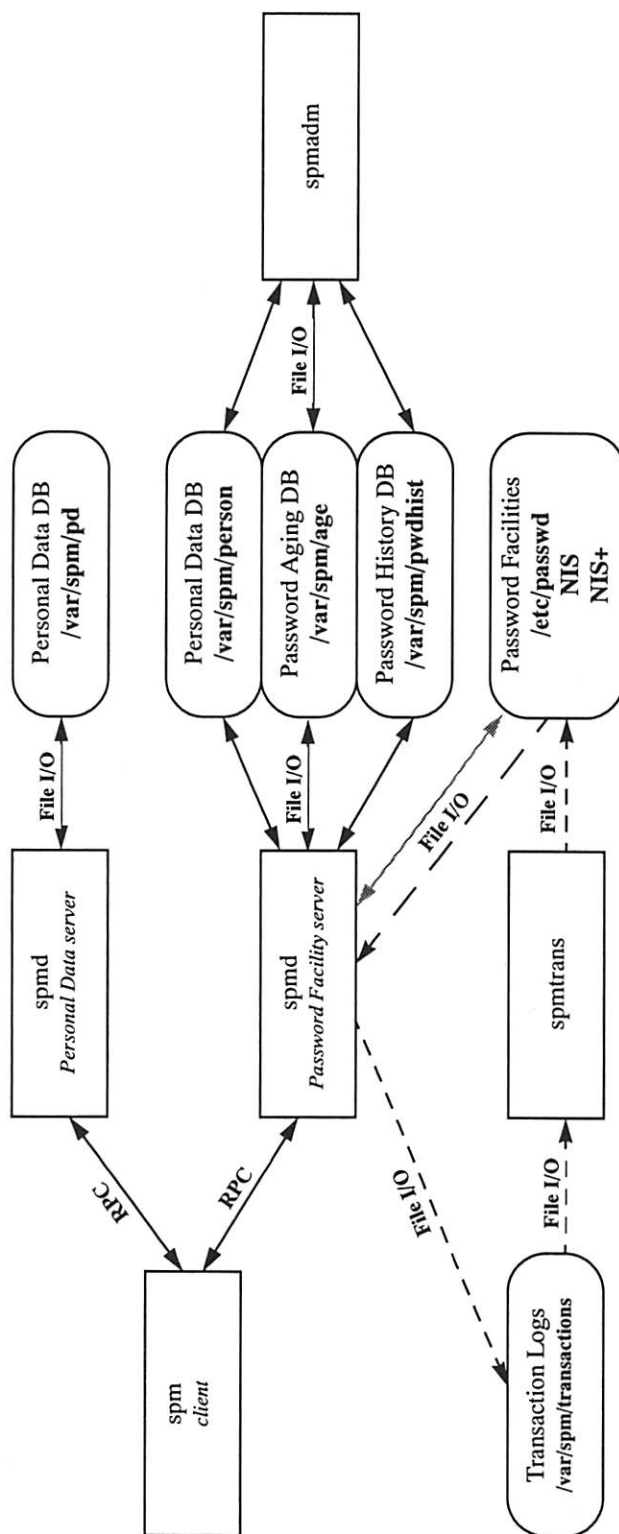 spm
client
RPC
RPC
spmd
Personal Data server
File I/O
Personal Data DB
/var/spm/pd
spmd
Password Facility server
File I/O
Personal Data DB
/var/spm/person
Password Aging DB
/var/spm/age
Password History DB
/var/spm/pwdhist
File I/O
spmadm
File I/O
File I/O
Transaction Logs
/var/spm/transactions
File I/O
spmtrans
File I/O
Password Facilities
/etc/passwd
NIS
NIS+